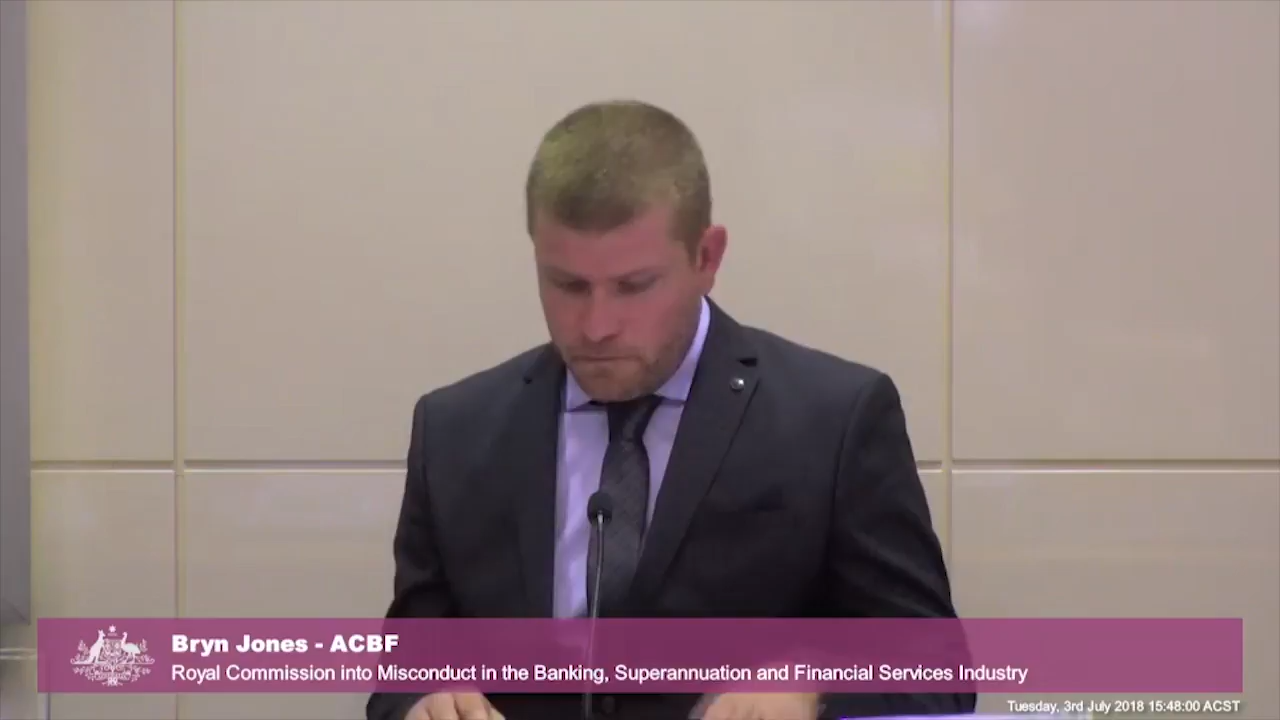 Bryn Jones - ACBF
Royal Commission into Misconduct in the Banking, Superannuation and Financial Services Industry
Tuesday, 3rd July 2018 15:48:00 ACST